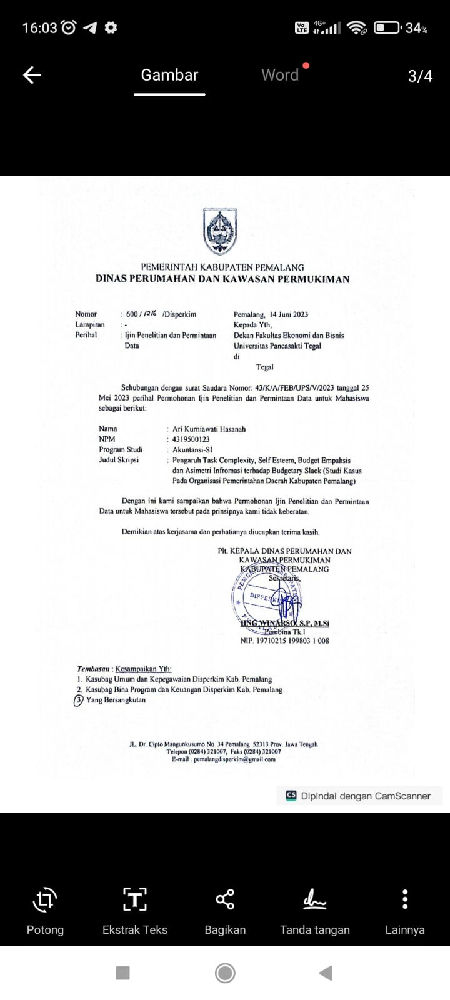 16:03
Vo LTE 4G+ 34%
Gambar Word 3/4
PEMERINTAH KABUPATEN PEMALANG
DINAS PERUMAHAN DAN KAWASAN PERMUKIMAN
Nomor : 600 / 1216 /Disperkim
Lampiran : -
Perihal : Ijin Penelitian dan Permintaan
Data
Pemalang, 14 Juni 2023
Kepada Yth,
Dekan Fakultas Ekonomi dan Bisnis
Universitas Pancasakti Tegal
di
Tegal
Sehubungan dengan surat Saudara Nomor: 43/K/A/FEB/UPS/V/2023 tanggal 25
Mei 2023 perihal Permohonan Ijin Penelitian dan Permintaan Data untuk Mahasiswa
sebagai berikut:
Nama : Ari Kurniawati Hasanah
NPM : 4319500123
Program Studi : Akuntansi-SI
Judul Skripsi : Pengaruh Task Complexity, Self Esteem, Budget Empahsis
dan Asimetri Infromasi terhadap Budgetary Slack (Studi Kasus
Pada Organisasi Pemerintahan Daerah Kabupaten Pemalang)
Dengan ini kami sampaikan bahwa Permohonan Ijin Penelitian dan Permintaan
Data untuk Mahasiswa tersebut pada prinsipnya kami tidak keberatan.
Demikian atas kerjasama dan perhatianya diucapkan terima kasih.
Plt. KEPALA DINAS PERUMAHAN DAN
KAWASAN PERMUKIMAN
KABUPATEN PEMALANG
Sekretaris,
DISPERKIM
IING WINARSO, S.P, M.Si
Pembina Tk.I
NIP. 19710215 199803 1 008
Tembusan : Kesampaikan Yth:
1. Kasubag Umum dan Kepegawaian Disperkim Kab. Pemalang
2. Kasubag Bina Program dan Keuangan Disperkim Kab. Pemalang
3 Yang Bersangkutan
JL. Dr. Cipto Mangunkusumo No 34 Pemalang 52313 Prov. Jawa Tengah
Telepon (0284) 321007, Faks (0284) 321007
E-mail : pemalangdisperkim@gmail.com
CS Dipindai dengan CamScanner
Potong Ekstrak Teks Bagikan Tanda tangan Lainnya